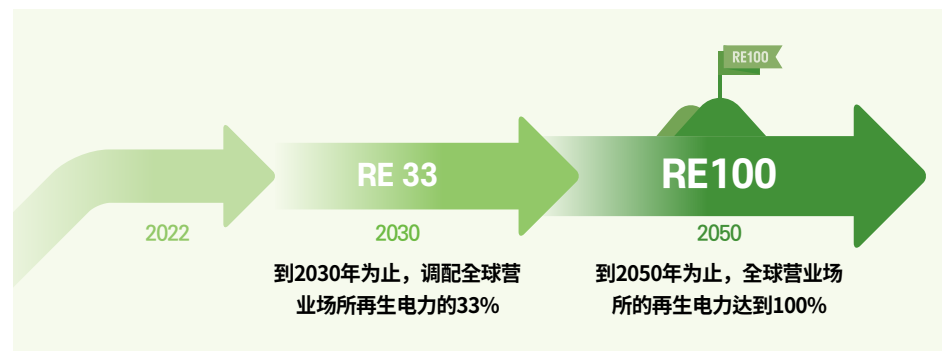 RE100
RE 33
RE100
2022
2030
2050
到2030年为止，调配全球营
业场所再生电力的33%
到2050年为止，全球营业场
所的再生电力达到100%